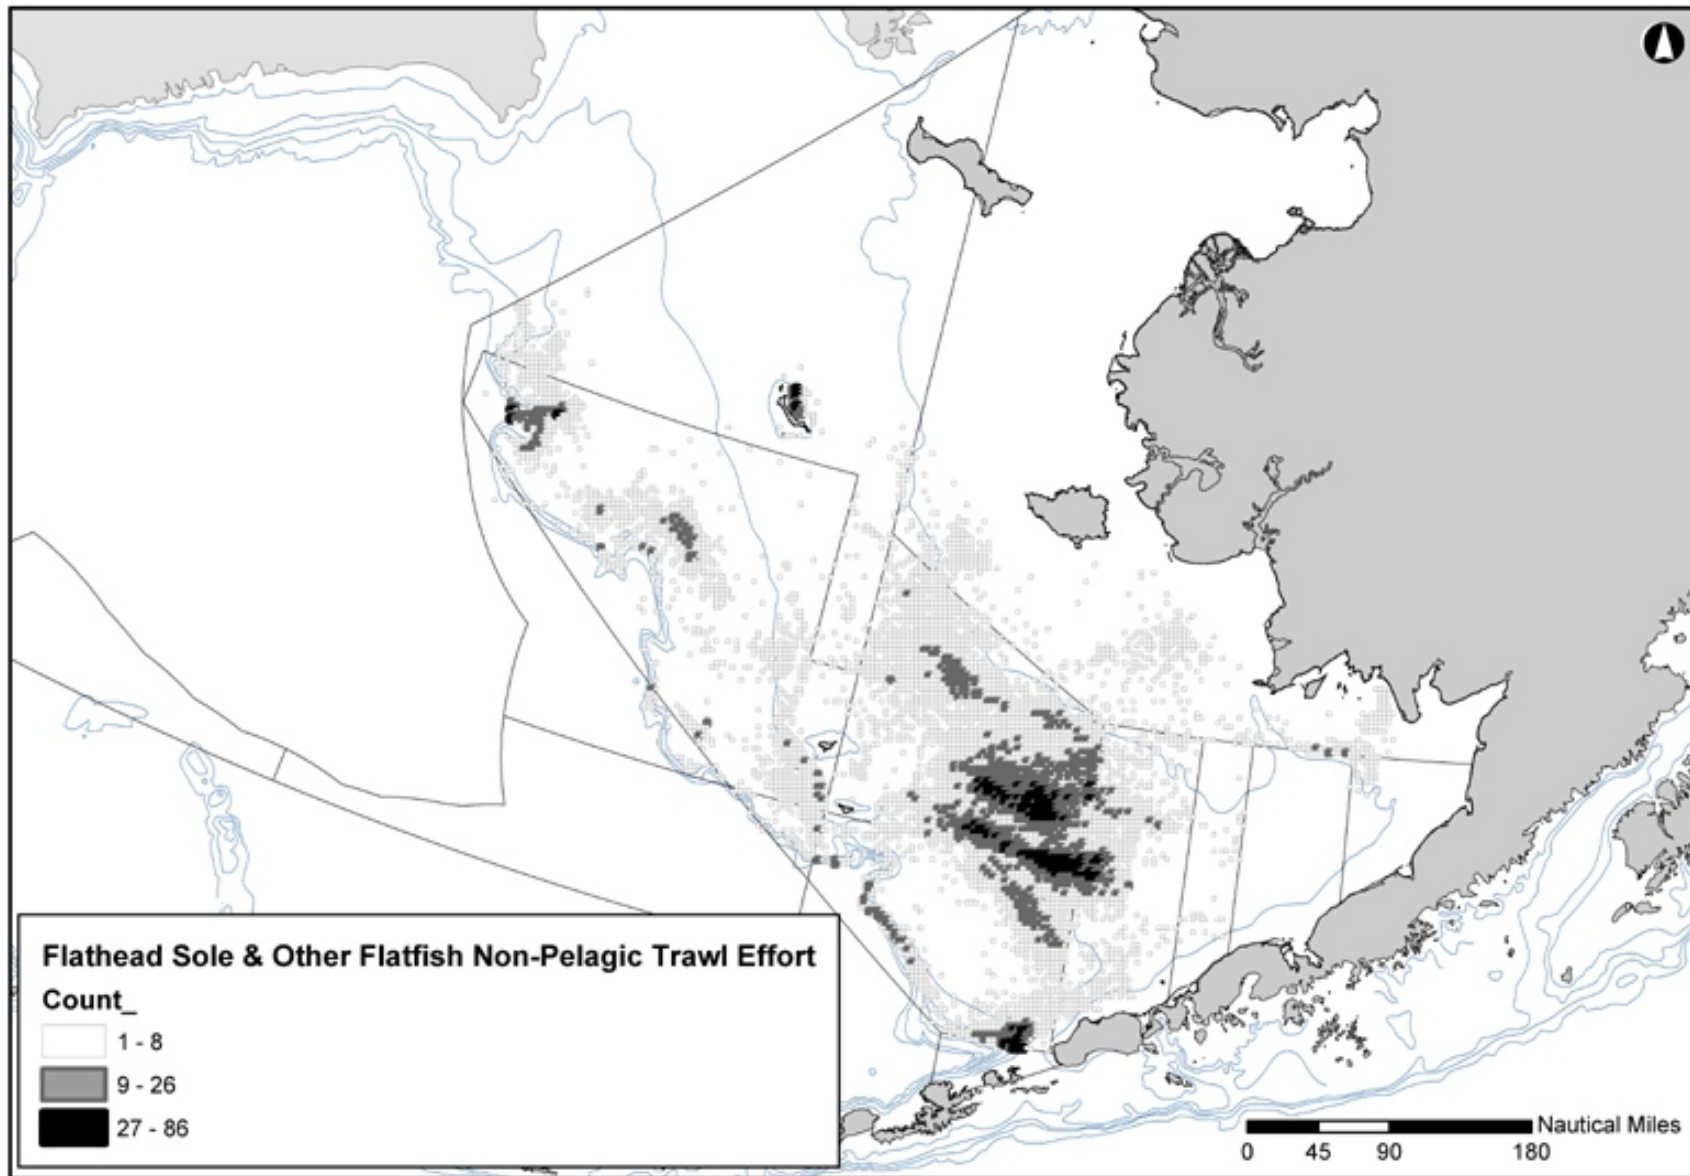 Flathead Sole & Other Flatfish Non-Pelagic Trawl Effort
Count_
1 - 8
9 - 26
27 - 86
Nautical Miles
0 45 90 180